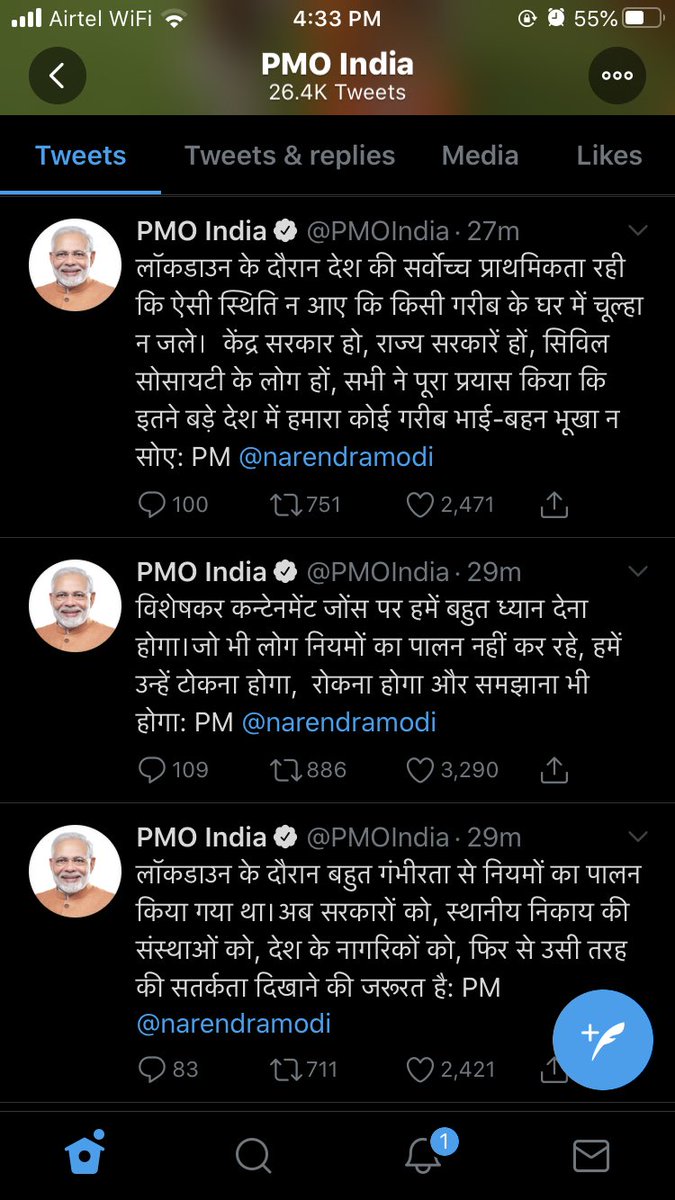 Airtel WiFi 4:33 PM 55%
PMO India
26.4K Tweets
Tweets Tweets & replies Media Likes
PMO India @PMOIndia · 27m
लॉकडाउन के दौरान देश की सर्वोच्च प्राथमिकता रही
कि ऐसी स्थिति न आए कि किसी गरीब के घर में चूल्हा
न जले। केंद्र सरकार हो, राज्य सरकारें हों, सिविल
सोसायटी के लोग हों, सभी ने पूरा प्रयास किया कि
इतने बड़े देश में हमारा कोई गरीब भाई-बहन भूखा न
सोए: PM @narendramodi
100 751 2,471
PMO India @PMOIndia · 29m
विशेषकर कन्टेनमेंट जोंस पर हमें बहुत ध्यान देना
होगा।जो भी लोग नियमों का पालन नहीं कर रहे, हमें
उन्हें टोकना होगा, रोकना होगा और समझाना भी
होगा: PM @narendramodi
109 886 3,290
PMO India @PMOIndia · 29m
लॉकडाउन के दौरान बहुत गंभीरता से नियमों का पालन
किया गया था।अब सरकारों को, स्थानीय निकाय की
संस्थाओं को, देश के नागरिकों को, फिर से उसी तरह
की सतर्कता दिखाने की जरूरत है: PM
@narendramodi
83 711 2,421
1